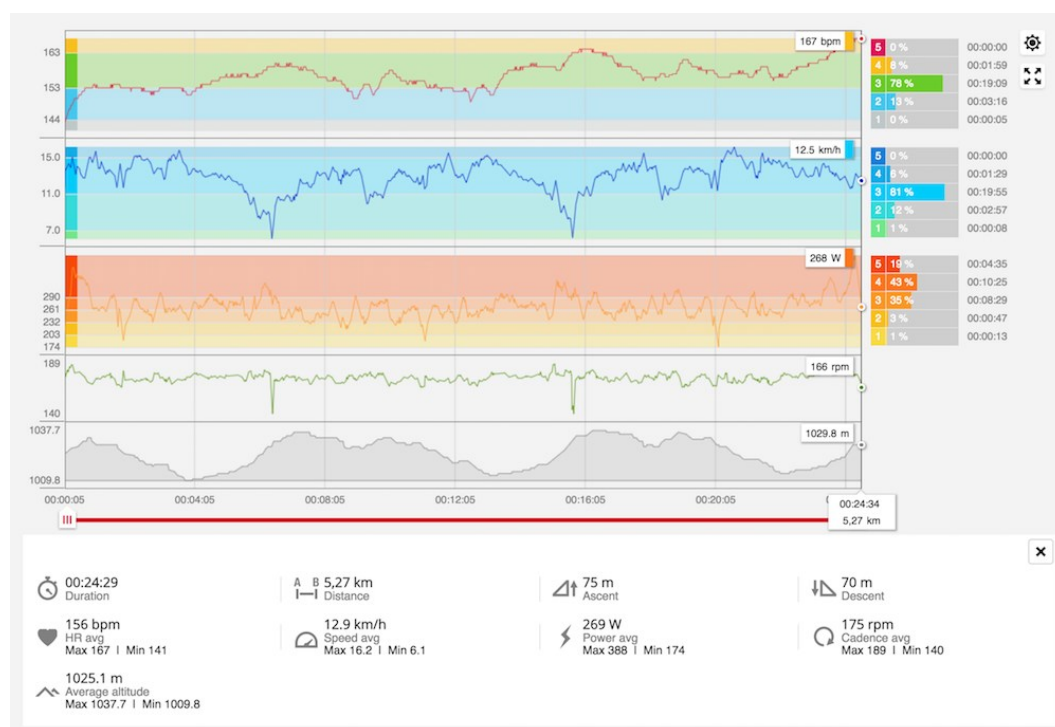 163
153
144
167 bpm
5 0 % 00:00:00
4 8 % 00:01:59
3 78 % 00:19:09
2 13 % 00:03:16
1 0 % 00:00:05
15.0
11.0
7.0
12.5 km/h
5 0 % 00:00:00
4 6 % 00:01:29
3 81 % 00:19:55
2 12 % 00:02:57
1 1 % 00:00:08
290
261
232
203
174
268 W
5 19 % 00:04:35
4 43 % 00:10:25
3 35 % 00:08:29
2 3 % 00:00:47
1 1 % 00:00:13
189
140
166 rpm
1037.7
1009.8
1029.8 m
00:00:05 00:04:05 00:08:05 00:12:05 00:16:05 00:20:05
00:24:34
5,27 km
00:24:29
Duration
A B 5,27 km
Distance
75 m
Ascent
70 m
Descent
156 bpm
HR avg
Max 167 | Min 141
12.9 km/h
Speed avg
Max 16.2 | Min 6.1
269 W
Power avg
Max 388 | Min 174
175 rpm
Cadence avg
Max 189 | Min 140
1025.1 m
Average altitude
Max 1037.7 | Min 1009.8